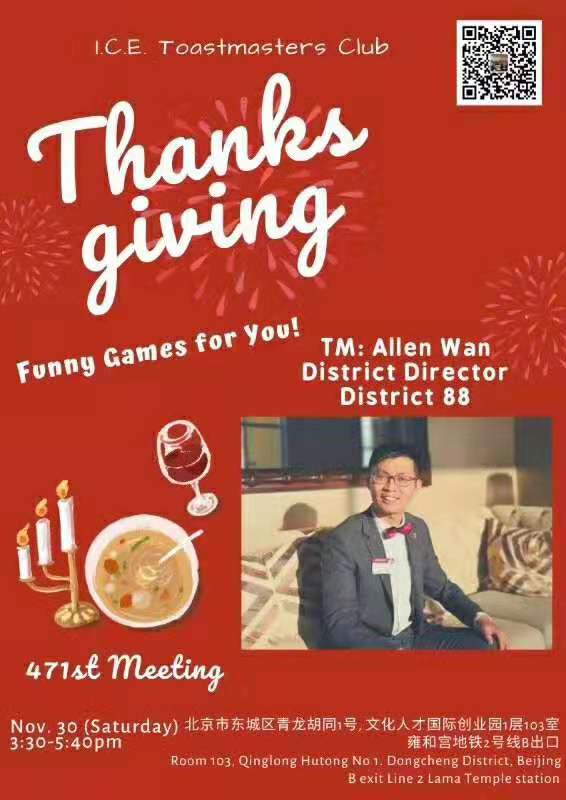 I.C.E. Toastmasters Club
Thanks
giving
Funny Games for You!
TM: Allen Wan
District Director
District 88
471st Meeting
Nov. 30 (Saturday)
3:30-5:40pm
北京市东城区青龙胡同1号, 文化人才国际创业园1层103室
雍和宫地铁2号线B出口
Room 103, Qinglong Hutong No 1. Dongcheng District, Beijing
B exit Line 2 Lama Temple station